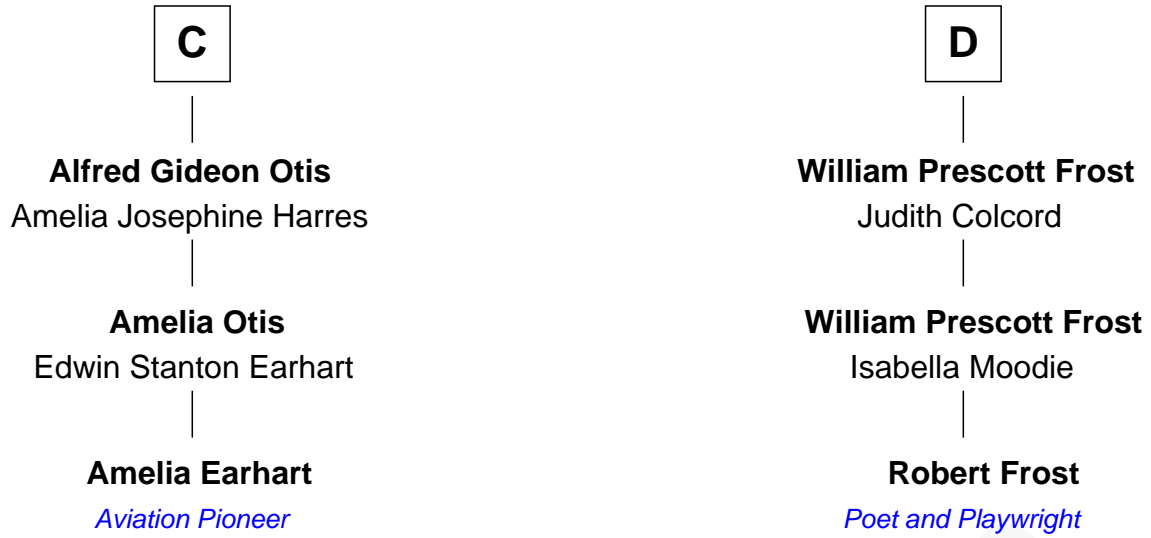 C
Alfred Gideon Otis
Amelia Josephine Harres
Amelia Otis
Edwin Stanton Earhart
Amelia Earhart
Aviation Pioneer
D
William Prescott Frost
Judith Colcord
William Prescott Frost
Isabella Moodie
Robert Frost
Poet and Playwright